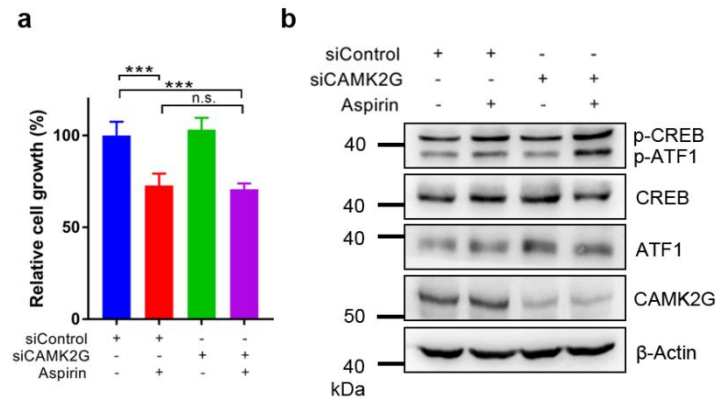 a
***
***
n.s.
Relative cell growth (%)
100
50
0
siControl + + - -
siCAMK2G - - + +
Aspirin - + - +
b
siControl + + - -
siCAMK2G - - + +
Aspirin - + - +
40
p-CREB
p-ATF1
40
CREB
40
ATF1
50
CAMK2G
40
β-Actin
kDa